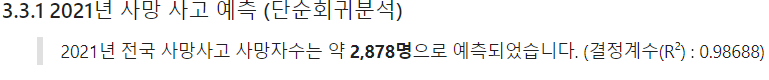 3.3.1 2021년 사망 사고 예측 (단순회귀분석)
2021년 전국 사망사고 사망자수는 약 2,878명으로 예측되었습니다. (결정계수(R²) : 0.98688)